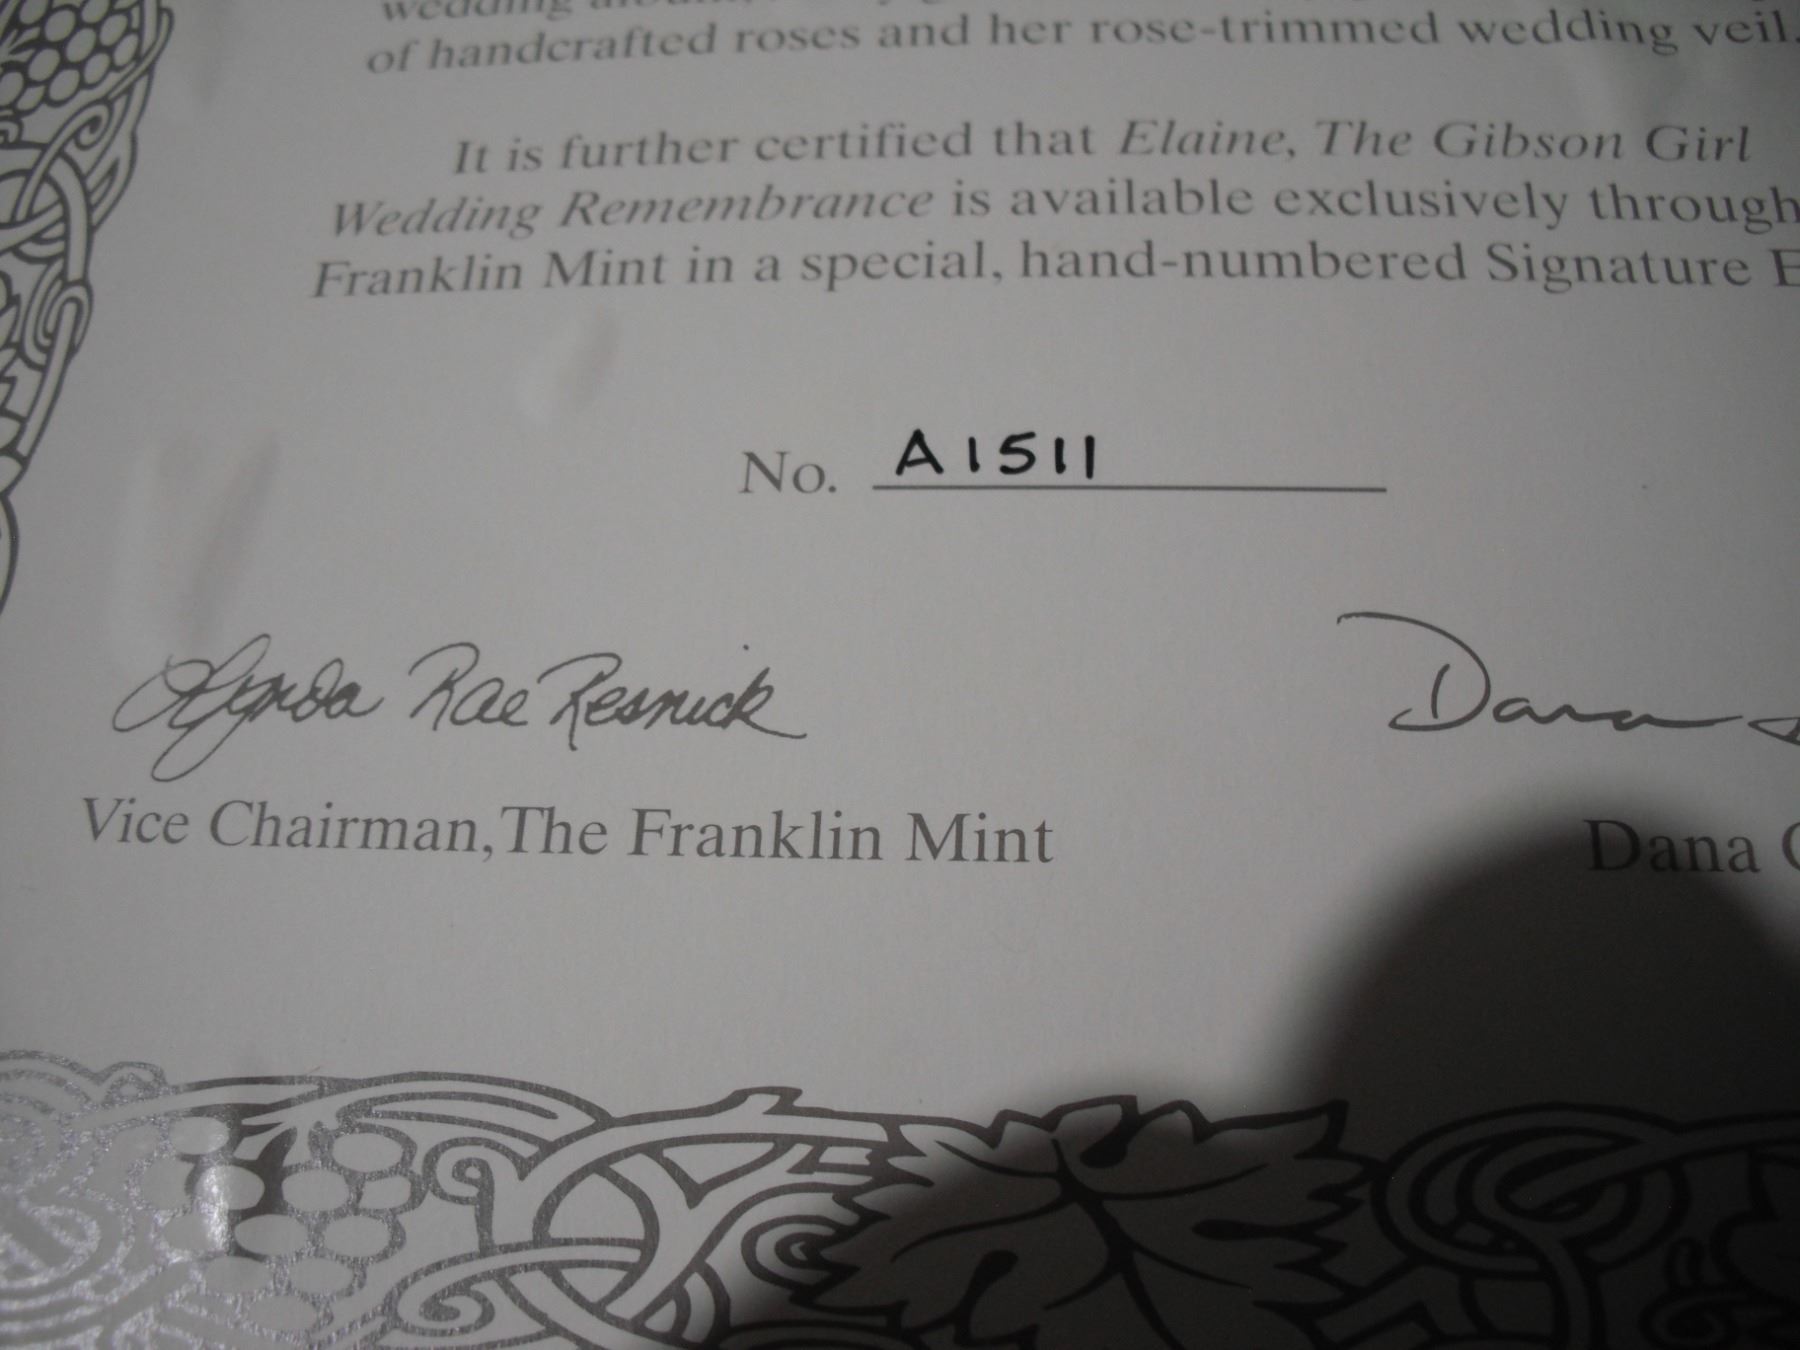 wedding
of handcrafted roses and her rose-trimmed wedding veil.
It is further certified that Elaine, The Gibson Girl
Wedding Remembrance is available exclusively through
Franklin Mint in a special, hand-numbered Signature E
No. A1511
Lynda Rae Resnick Dana
Vice Chairman, The Franklin Mint Dana